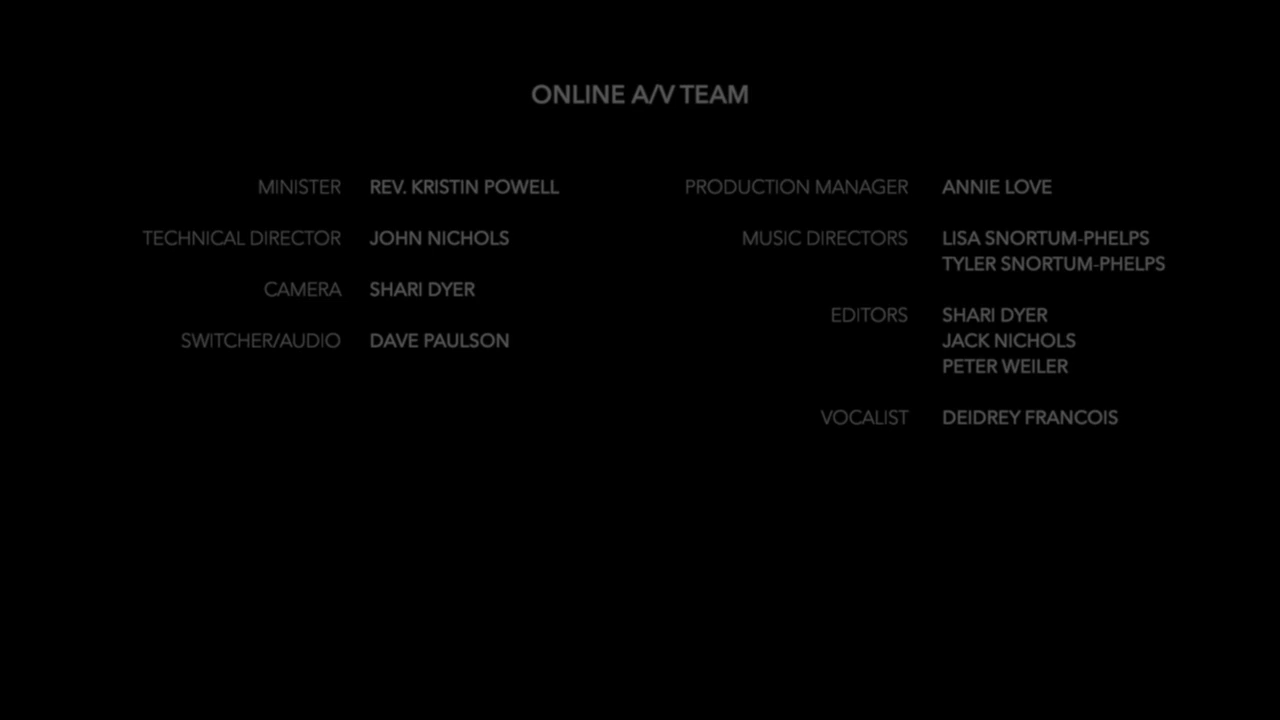 ONLINE A/V TEAM
MINISTER REV. KRISTIN POWELL
TECHNICAL DIRECTOR JOHN NICHOLS
CAMERA SHARI DYER
SWITCHER/AUDIO DAVE PAULSON
PRODUCTION MANAGER ANNIE LOVE
MUSIC DIRECTORS LISA SNORTUM-PHELPS
TYLER SNORTUM-PHELPS
EDITORS SHARI DYER
JACK NICHOLS
PETER WEILER
VOCALIST DEIDREY FRANCOIS